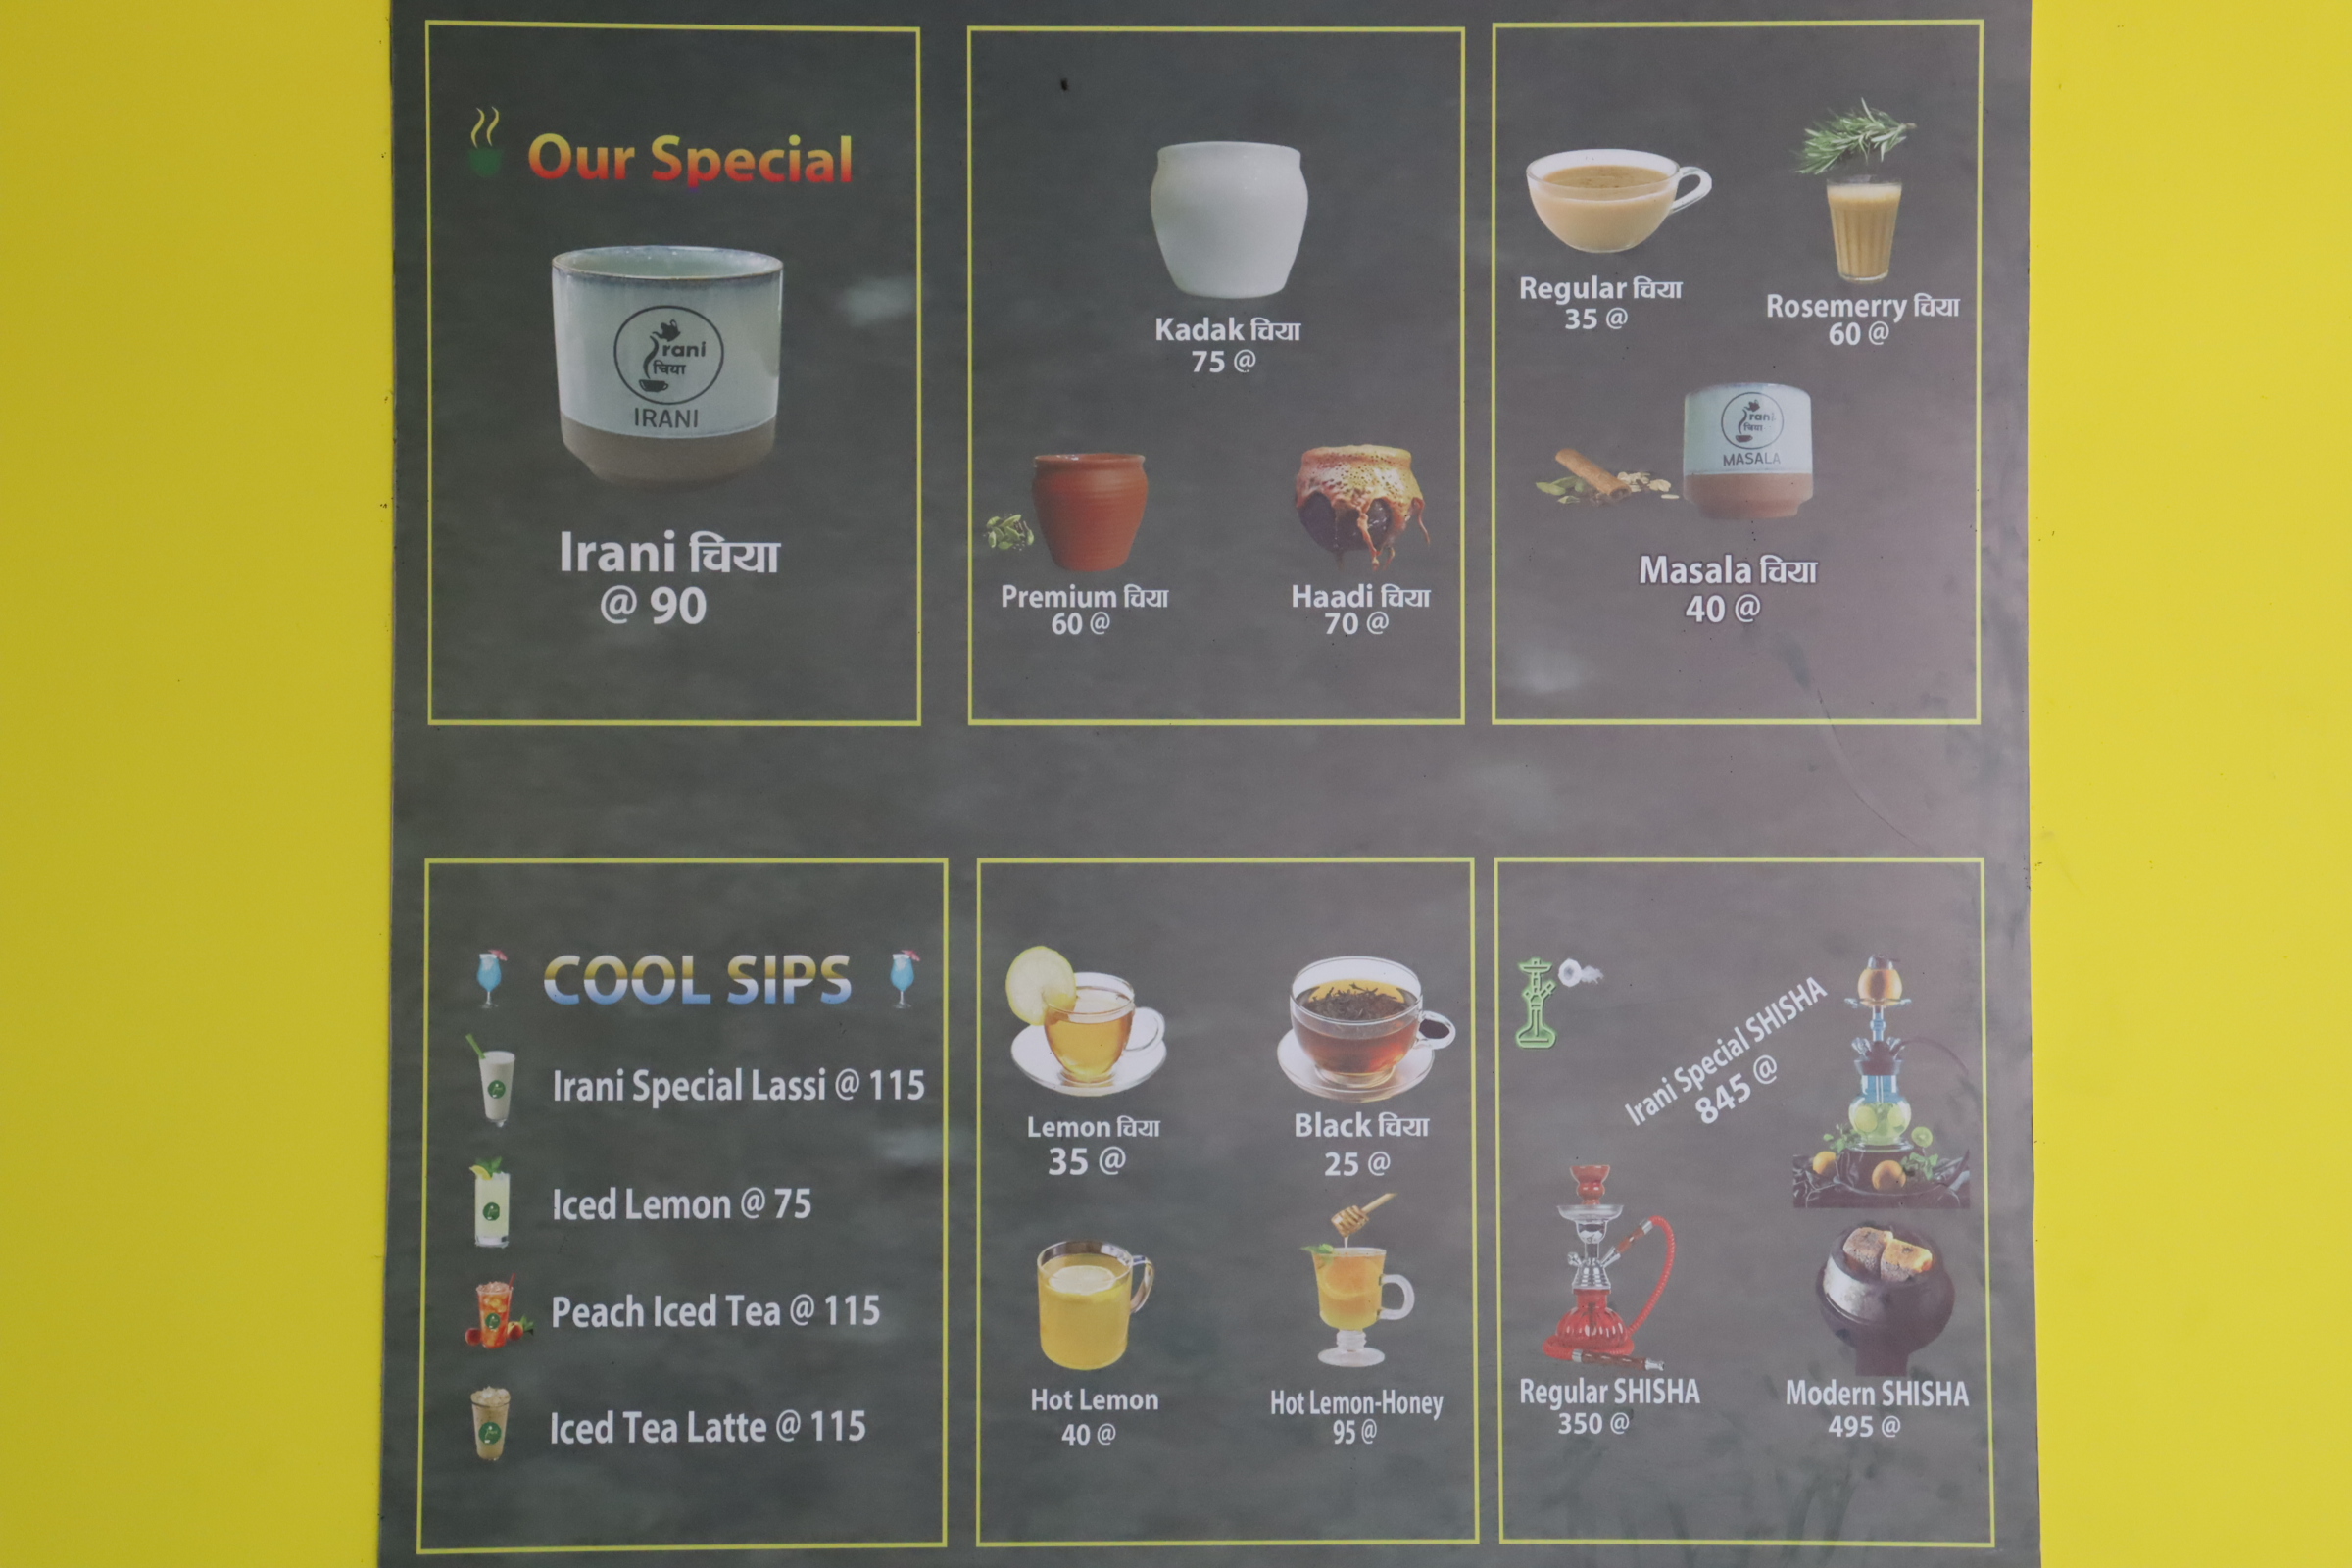 Our Special
Irani
चिया
IRANI
Irani चिया
@ 90
Kadak चिया
75 @
Premium चिया
60 @
Haadi चिया
70 @
Regular चिया
35 @
Rosemerry चिया
60 @
Irani
चिया
MASALA
Masala चिया
40 @
COOL SIPS
Irani Special Lassi @ 115
Iced Lemon @ 75
Peach Iced Tea @ 115
Iced Tea Latte @ 115
Lemon चिया
35 @
Black चिया
25 @
Hot Lemon
40 @
Hot Lemon-Honey
95 @
Irani Special SHISHA
845 @
Regular SHISHA
350 @
Modern SHISHA
495 @